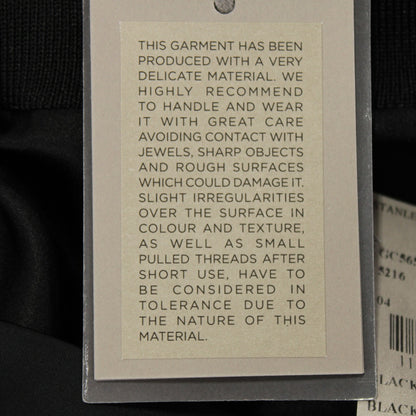 THIS GARMENT HAS BEEN
PRODUCED WITH A VERY
DELICATE MATERIAL. WE
HIGHLY RECOMMEND
TO HANDLE AND WEAR
IT WITH GREAT CARE
AVOIDING CONTACT WITH
JEWELS, SHARP OBJECTS
AND ROUGH SURFACES
WHICH COULD DAMAGE IT.
SLIGHT IRREGULARITIES
OVER THE SURFACE IN
COLOUR AND TEXTURE,
AS WELL AS SMALL
PULLED THREADS AFTER
SHORT USE, HAVE TO
BE CONSIDERED IN
TOLERANCE DUE TO
THE NATURE OF THIS
MATERIAL.
5216
04
11
BLACK
BLACK